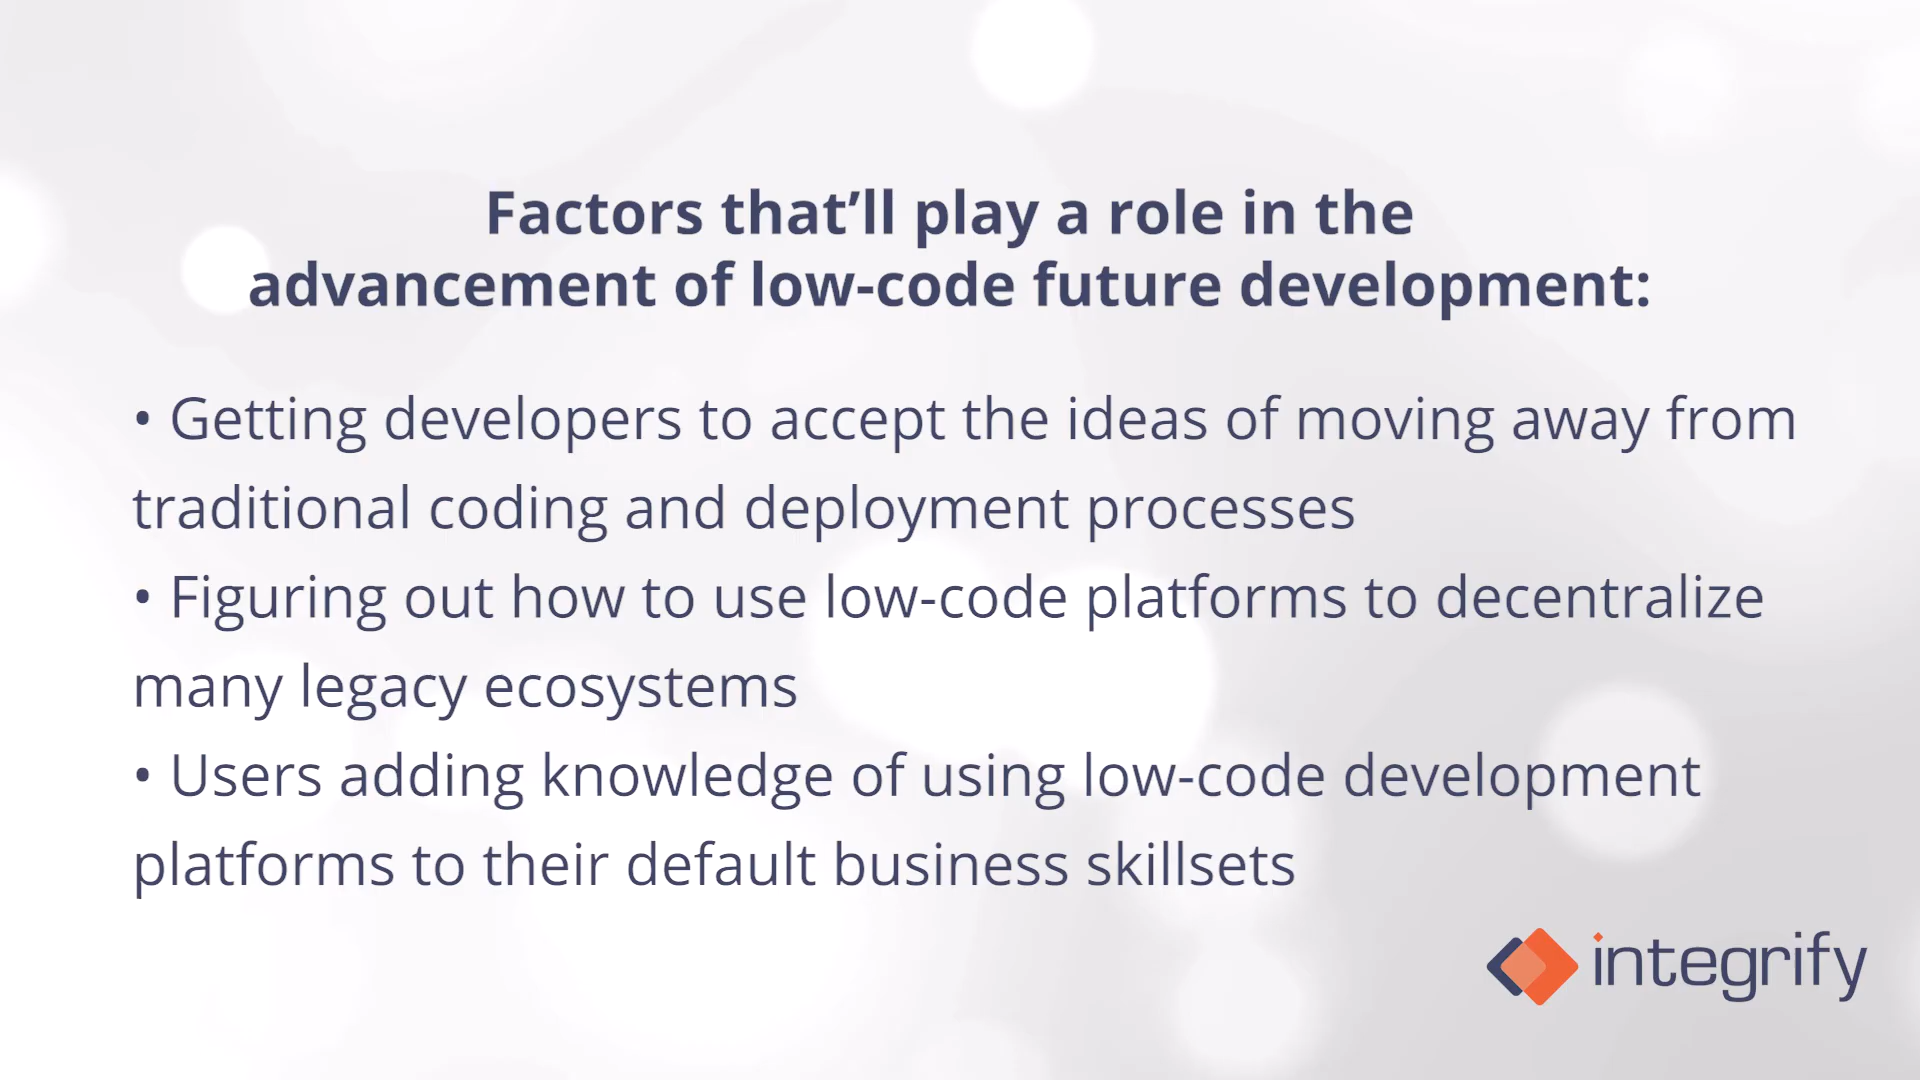 Factors that’ll play a role in the
advancement of low-code future development:
• Getting developers to accept the ideas of moving away from
traditional coding and deployment processes
• Figuring out how to use low-code platforms to decentralize
many legacy ecosystems
• Users adding knowledge of using low-code development
platforms to their default business skillsets
integrify